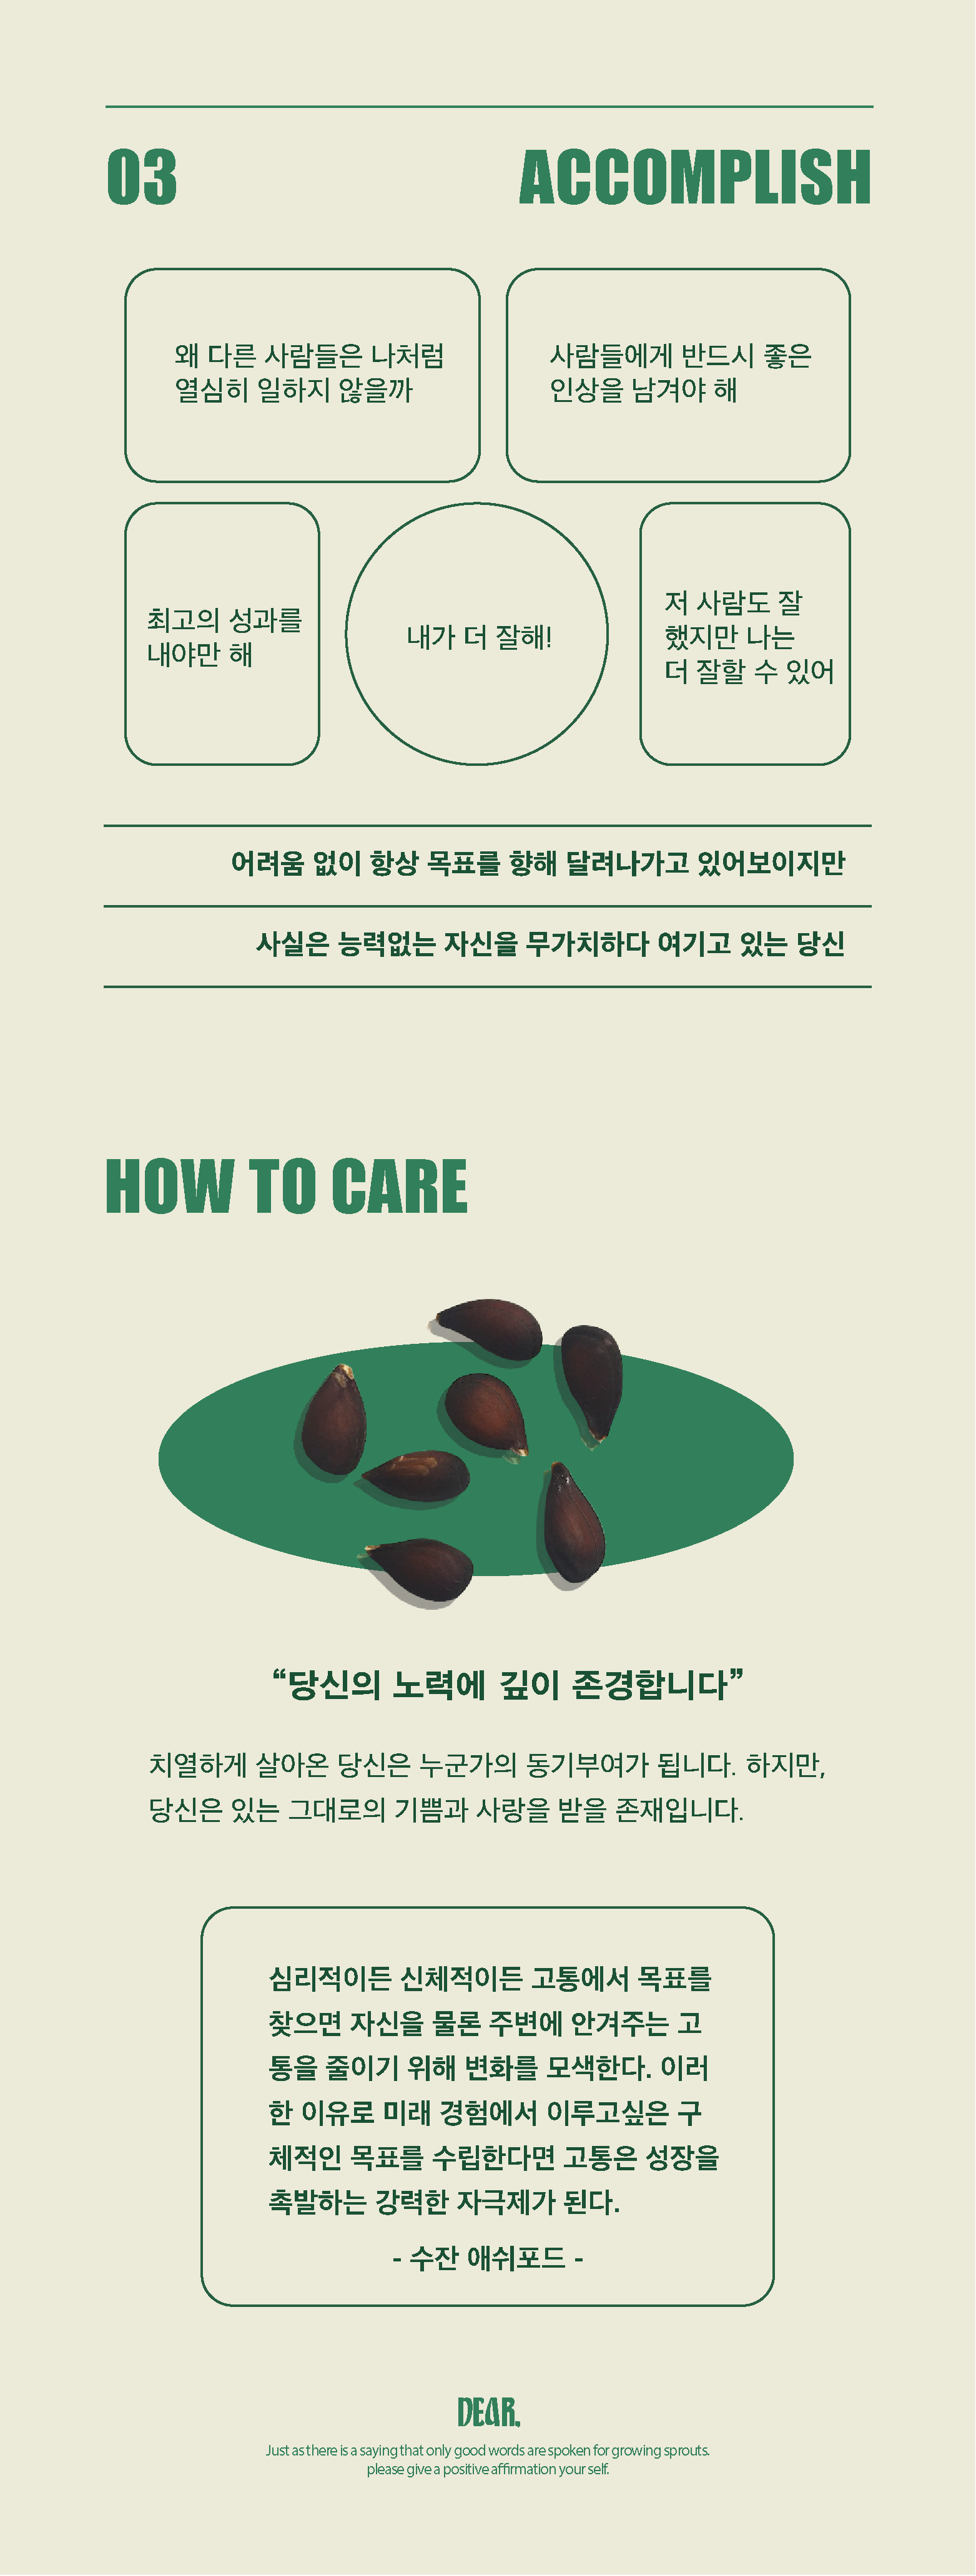 03
ACCOMPLISH
왜 다른 사람들은 나처럼
열심히 일하지 않을까
사람들에게 반드시 좋은
인상을 남겨야 해
최고의 성과를
내야만 해
내가 더 잘해!
저 사람도 잘
했지만 나는
더 잘할 수 있어
어려움 없이 항상 목표를 향해 달려나가고 있어보이지만
사실은 능력없는 자신을 무가치하다 여기고 있는 당신
HOW TO CARE
“당신의 노력에 깊이 존경합니다”
치열하게 살아온 당신은 누군가의 동기부여가 됩니다. 하지만,
당신은 있는 그대로의 기쁨과 사랑을 받을 존재입니다.
심리적이든 신체적이든 고통에서 목표를
찾으면 자신을 물론 주변에 안겨주는 고
통을 줄이기 위해 변화를 모색한다. 이러
한 이유로 미래 경험에서 이루고싶은 구
체적인 목표를 수립한다면 고통은 성장을
촉발하는 강력한 자극제가 된다.
- 수잔 애쉬포드 -
DEAR,
Just as there is a saying that only good words are spoken for growing sprouts.
please give a positive affirmation your self.